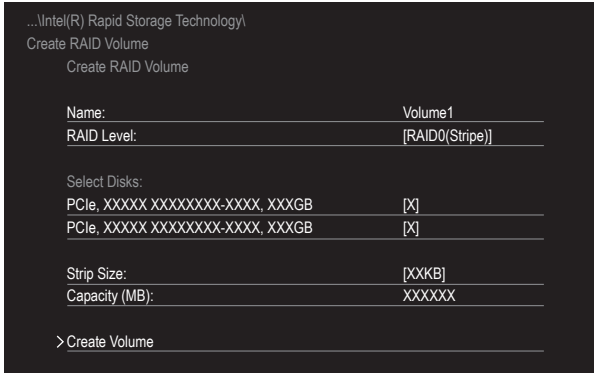 ...\Intel(R) Rapid Storage Technology\
Create RAID Volume
Create RAID Volume
Name: Volume1
RAID Level: [RAID0(Stripe)]
Select Disks:
PCIe, XXXXX XXXXXXXX-XXXX, XXXGB [X]
PCIe, XXXXX XXXXXXXX-XXXX, XXXGB [X]
Strip Size: [XXKB]
Capacity (MB): XXXXXX
>Create Volume